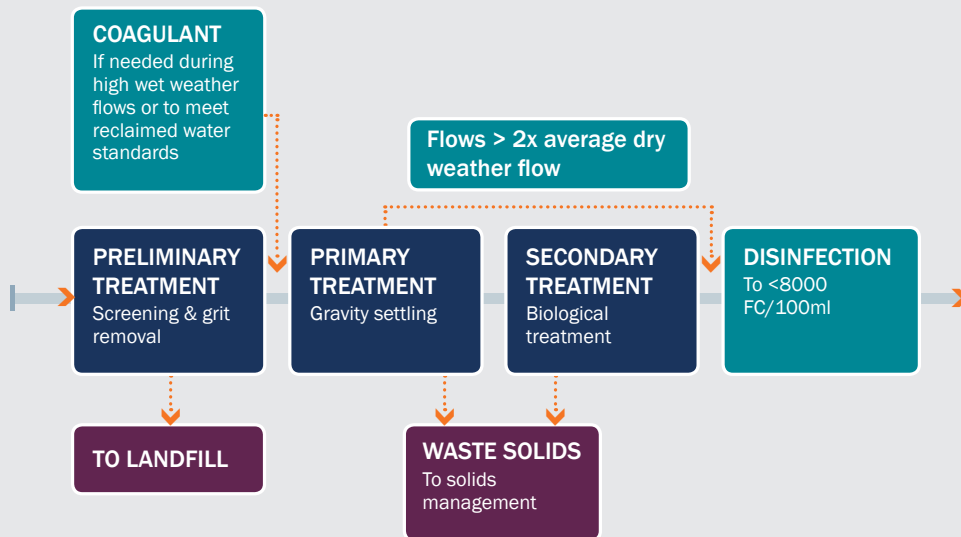 COAGULANT
If needed during
high wet weather
flows or to meet
reclaimed water
standards
Flows > 2x average dry
weather flow
PRELIMINARY
TREATMENT
Screening & grit
removal
PRIMARY
TREATMENT
Gravity settling
SECONDARY
TREATMENT
Biological
treatment
DISINFECTION
To <8000
FC/100ml
TO LANDFILL
WASTE SOLIDS
To solids
management